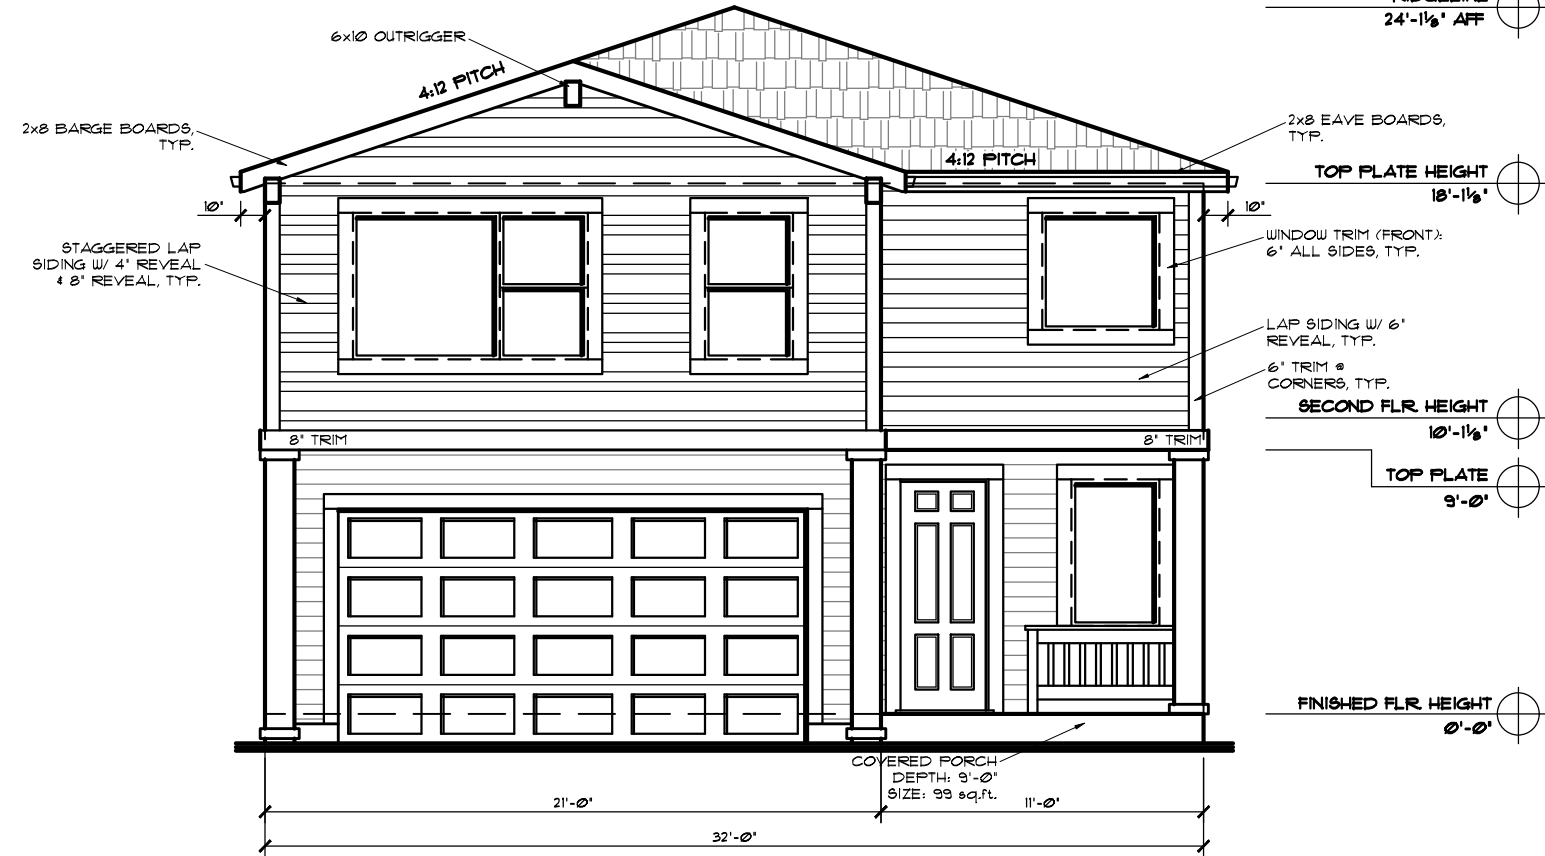 24'-1⅛" AFF
6x10 OUTRIGGER
4:12 PITCH
2x8 BARGE BOARDS,
TYP.
2x8 EAVE BOARDS,
TYP.
4:12 PITCH
TOP PLATE HEIGHT
18'-1⅛"
10"
10"
STAGGERED LAP
SIDING W/ 4" REVEAL
& 8" REVEAL, TYP.
WINDOW TRIM (FRONT):
6" ALL SIDES, TYP.
LAP SIDING W/ 6"
REVEAL, TYP.
6" TRIM @
CORNERS, TYP.
SECOND FLR. HEIGHT
10'-1⅛"
8" TRIM
8" TRIM
TOP PLATE
9'-0"
FINISHED FLR. HEIGHT
0'-0"
COVERED PORCH
DEPTH: 9'-0"
SIZE: 99 sq.ft.
21'-0"
11'-0"
32'-0"